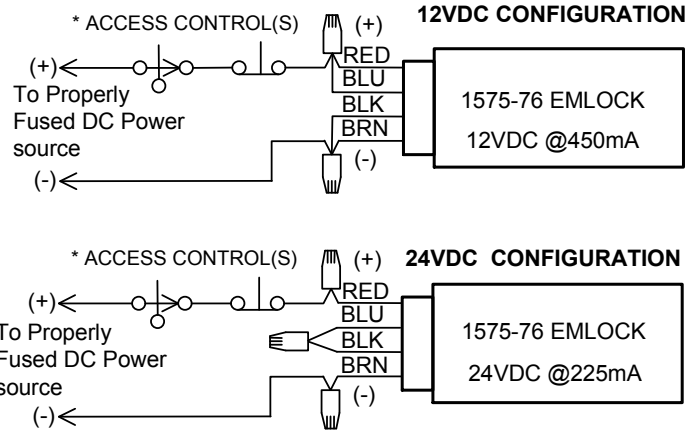 12VDC CONFIGURATION
* ACCESS CONTROL(S)
(+)
RED
(+)
BLU
To Properly
BLK
1575-76 EMLOCK
Fused DC Power
BRN
12VDC @450mA
source
(-)
(-)
* ACCESS CONTROL(S)
(+)
24VDC CONFIGURATION
RED
(+)
BLU
To Properly
BLK
1575-76 EMLOCK
Fused DC Power
BRN
24VDC @225mA
source
(-)
(-)